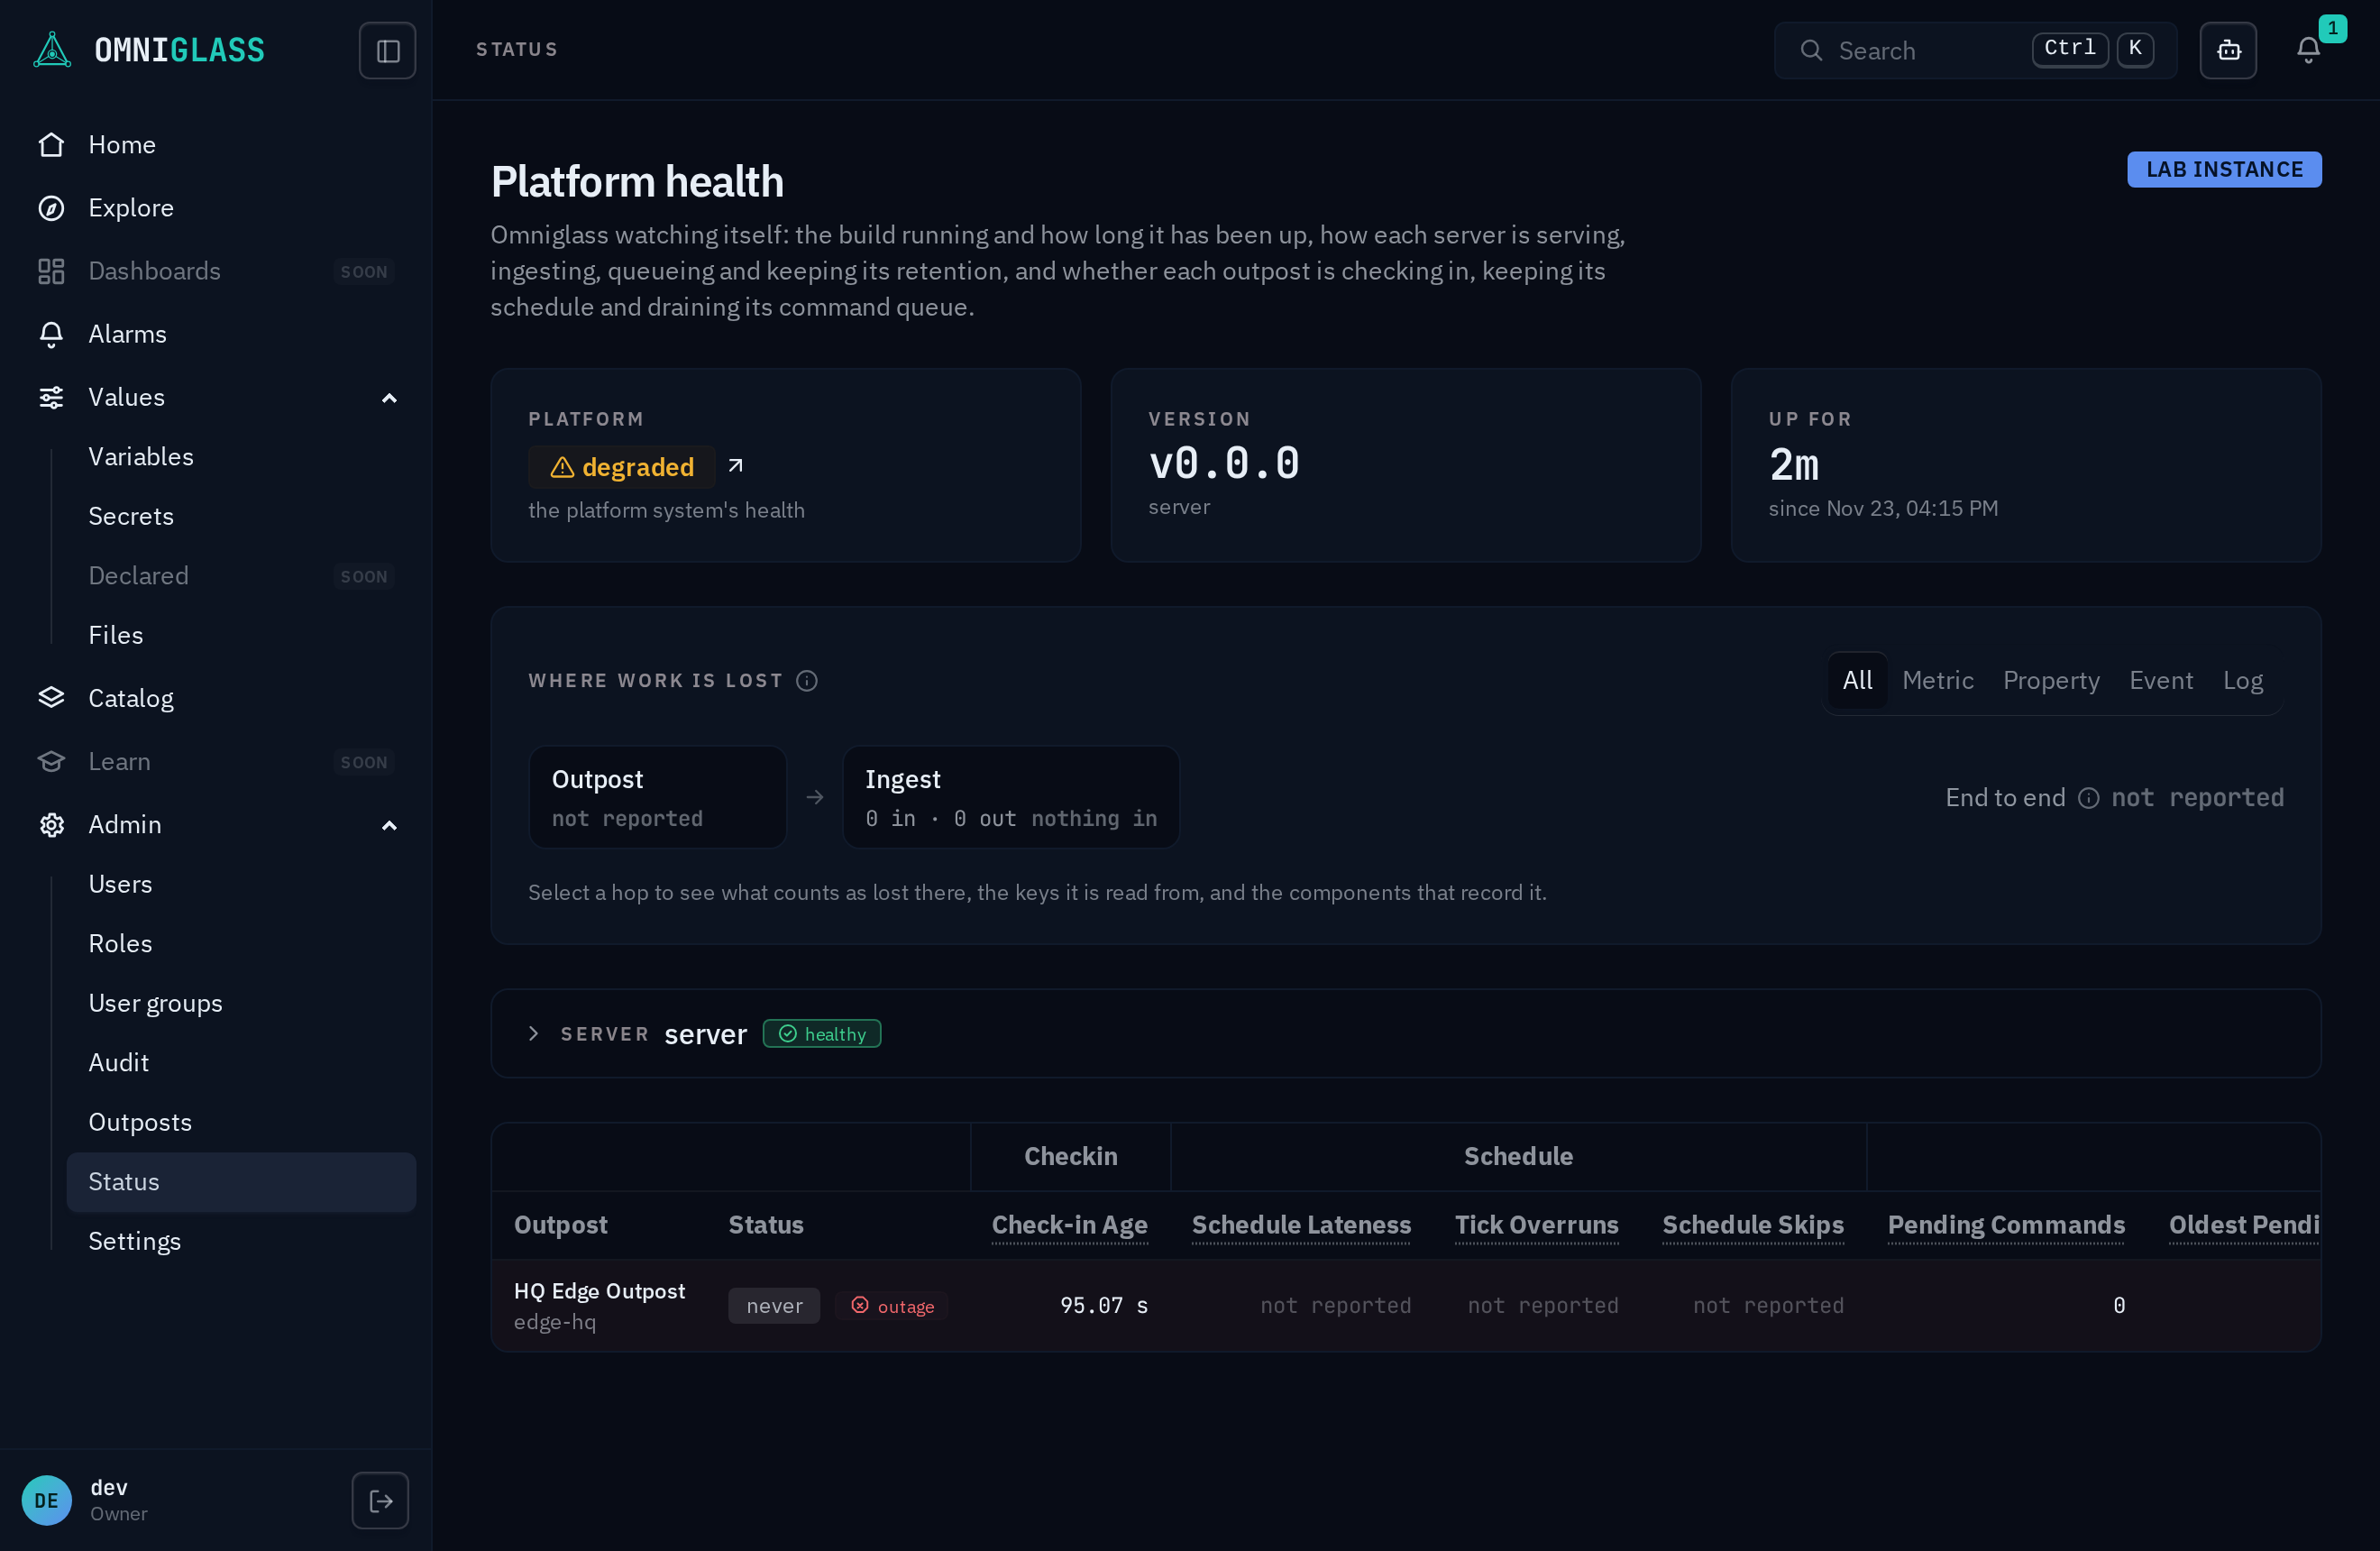 OMNIGLASS
Home
Explore
Dashboards SOON
Alarms
Values
Variables
Secrets
Declared SOON
Files
Catalog
Learn SOON
Admin
Users
Roles
User groups
Audit
Outposts
Status
Settings
DE
dev
Owner
STATUS
Search Ctrl K
1
Platform health
LAB INSTANCE
Omniglass watching itself: the build running and how long it has been up, how each server is serving,
ingesting, queueing and keeping its retention, and whether each outpost is checking in, keeping its
schedule and draining its command queue.
PLATFORM
degraded
the platform system's health
VERSION
v0.0.0
server
UP FOR
2m
since Nov 23, 04:15 PM
WHERE WORK IS LOST
All Metric Property Event Log
Outpost
not reported
Ingest
0 in · 0 out nothing in
End to end not reported
Select a hop to see what counts as lost there, the keys it is read from, and the components that record it.
SERVER server healthy
Checkin Schedule
Outpost Status Check-in Age Schedule Lateness Tick Overruns Schedule Skips Pending Commands Oldest Pendi
HQ Edge Outpost
edge-hq
never outage 95.07 s not reported not reported not reported 0